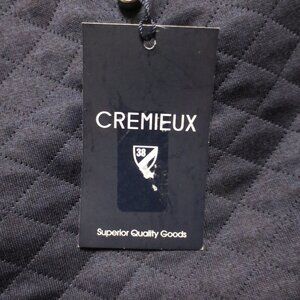 CREMIEUX
38
Superior Quality Goods